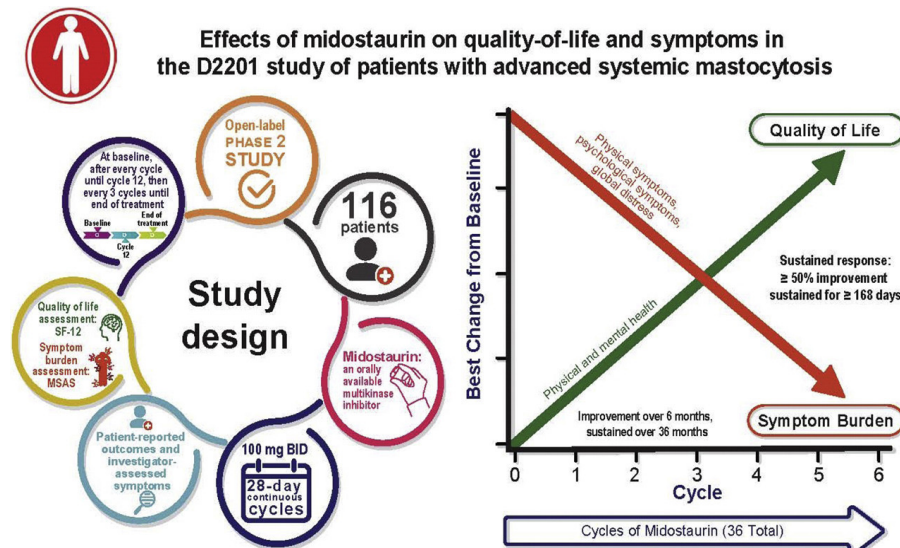 Effects of midostaurin on quality-of-life and symptoms in
the D2201 study of patients with advanced systemic mastocytosis
Open-label
PHASE 2
STUDY
116
patients
Midostaurin:
an orally
available
multikinase
inhibitor
100 mg BID
28-day
continuous
cycles
Patient-reported
outcomes and
investigator-
assessed
symptoms
Quality of life
assessment:
SF-12
Symptom
burden
assessment:
MSAS
At baseline,
after every cycle
until cycle 12, then
every 3 cycles until
end of treatment
Baseline
End of
treatment
Cycle
12
Study
design
Best Change from Baseline
Physical symptoms,
psychological symptoms,
global distress
Quality of Life
Sustained response:
≥ 50% improvement
sustained for ≥ 168 days
Physical and mental health
Improvement over 6 months,
sustained over 36 months
Symptom Burden
0 1 2 3 4 5 6
Cycle
Cycles of Midostaurin (36 Total)